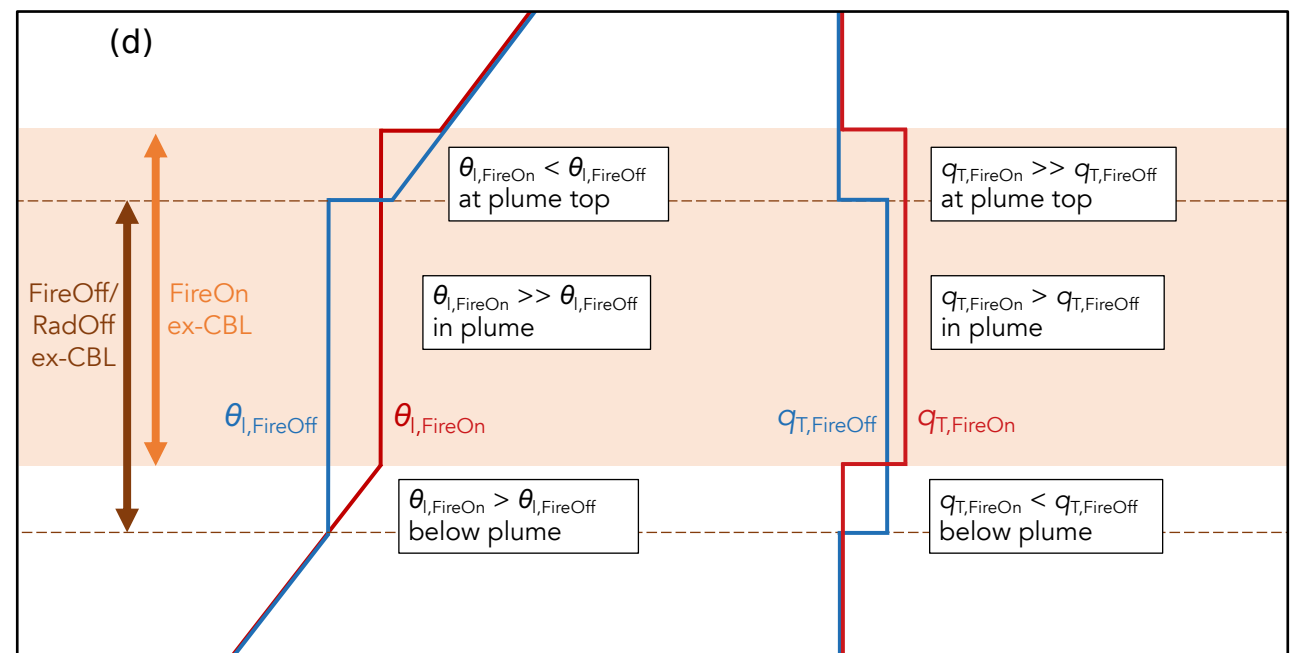 (d)
θl,FireOn < θl,FireOff
at plume top
qT,FireOn >> qT,FireOff
at plume top
FireOff/
RadOff
ex-CBL
FireOn
ex-CBL
θl,FireOn >> θl,FireOff
in plume
qT,FireOn > qT,FireOff
in plume
θl,FireOff
θl,FireOn
qT,FireOff
qT,FireOn
θl,FireOn > θl,FireOff
below plume
qT,FireOn < qT,FireOff
below plume